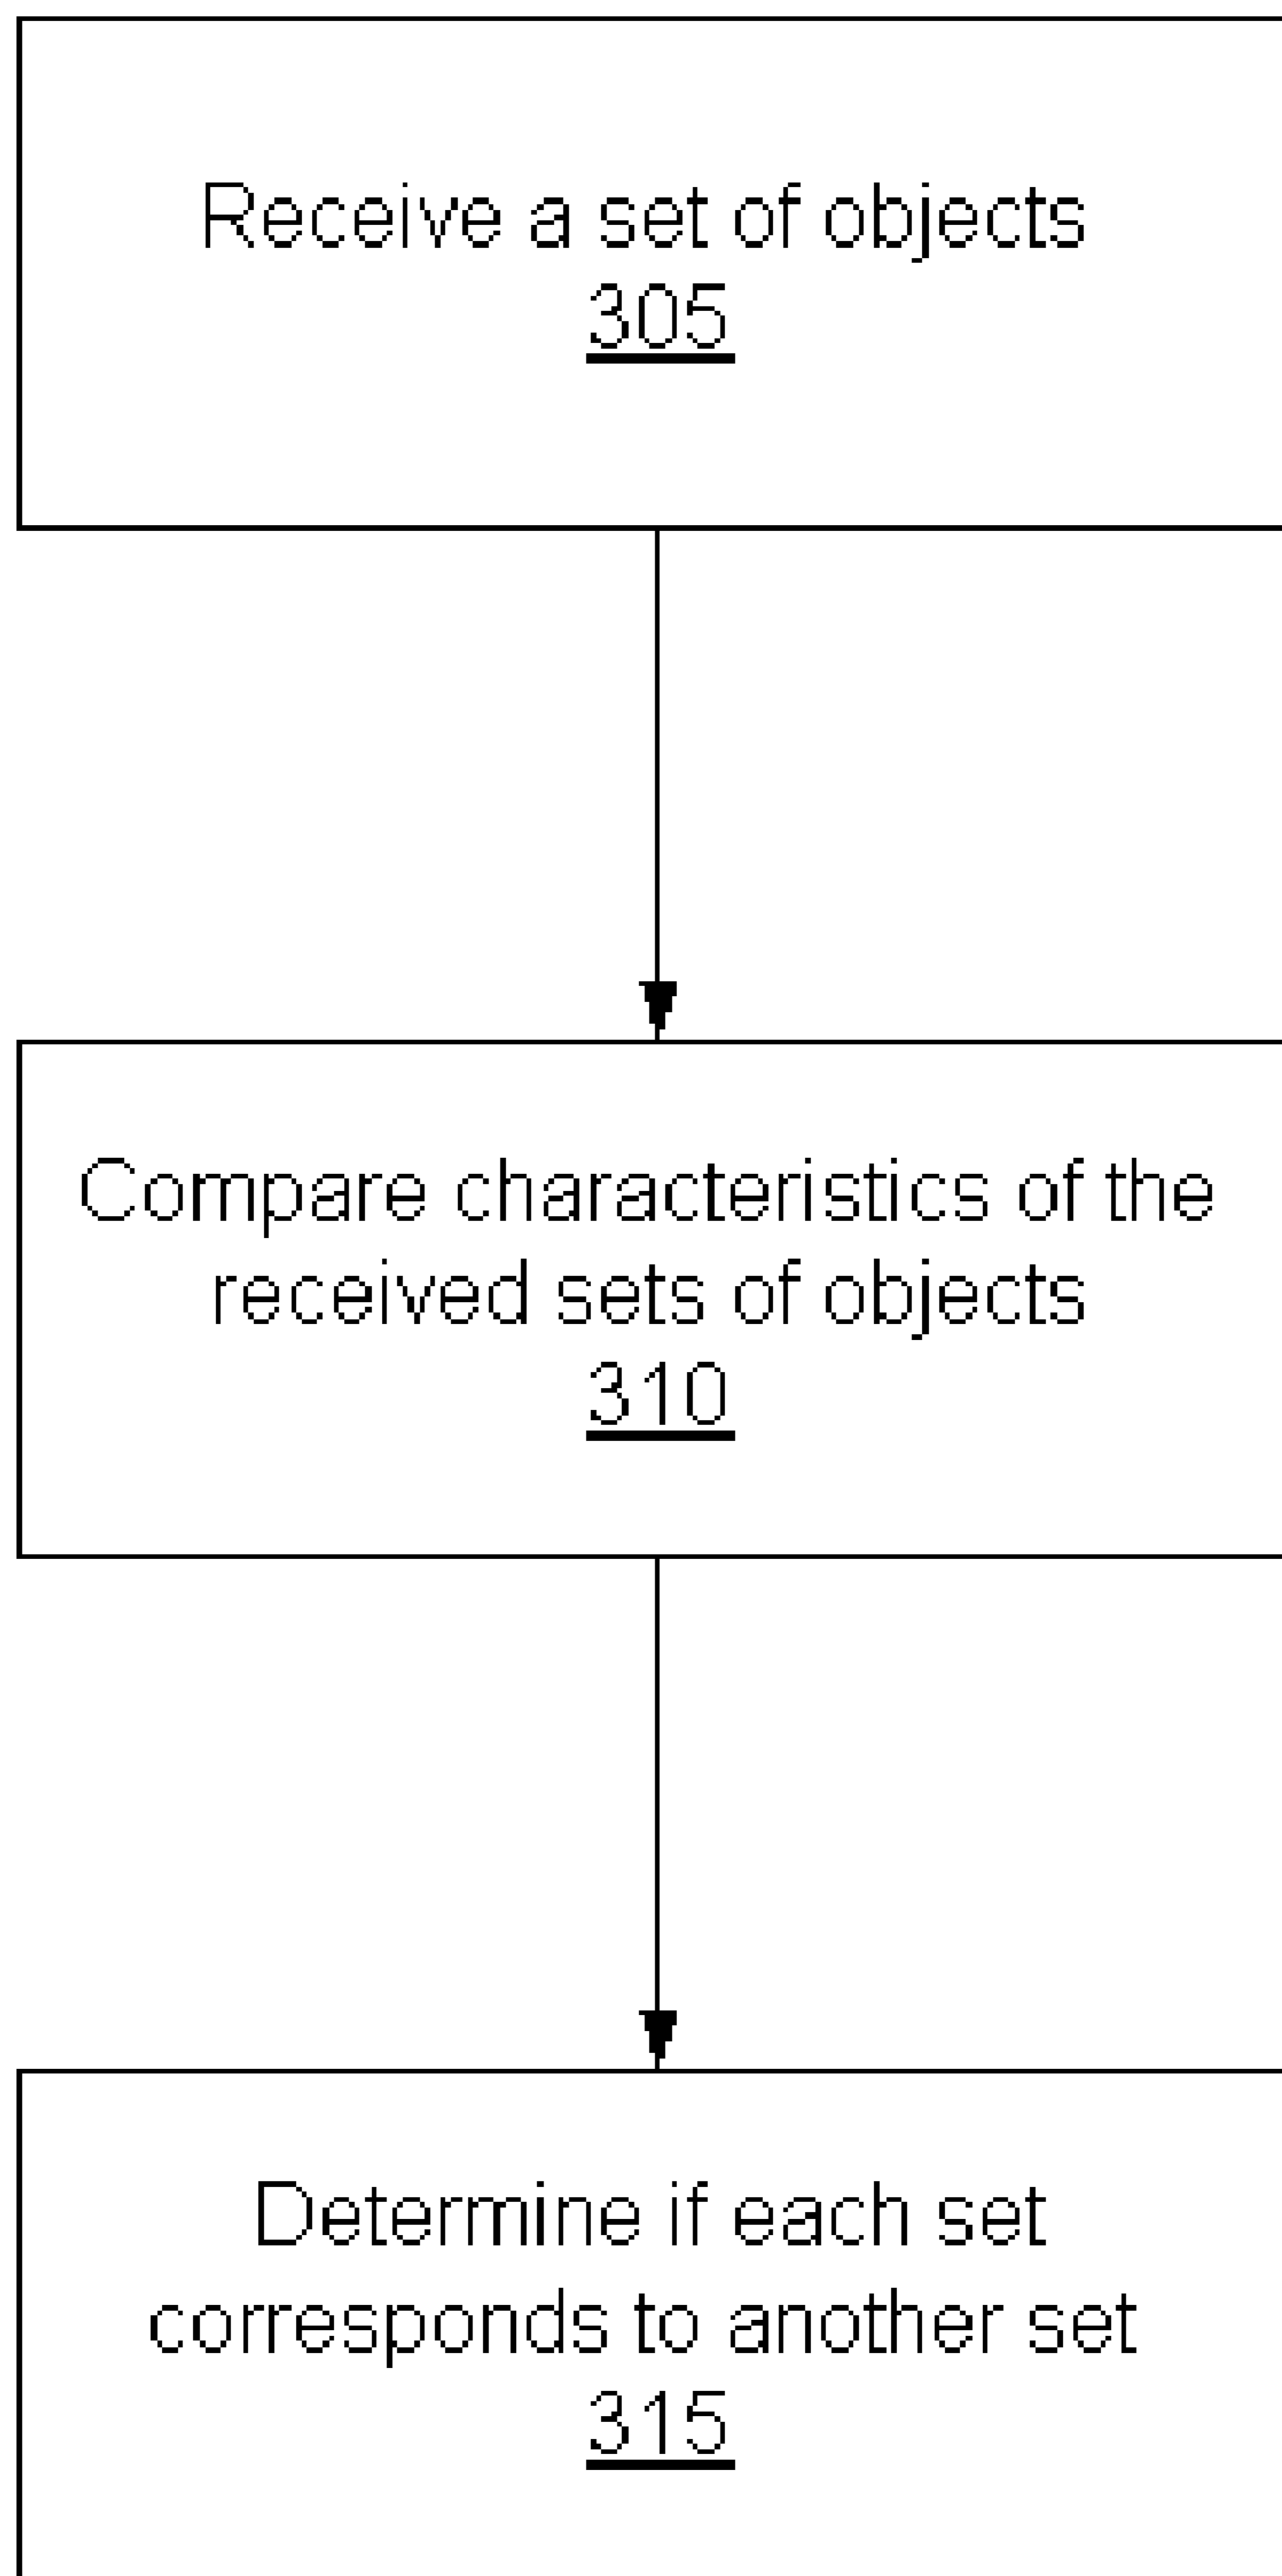 Receive a set of objects
305
Compare characteristics of the
received sets of objects
310
Determine if each set
corresponds to another set
315